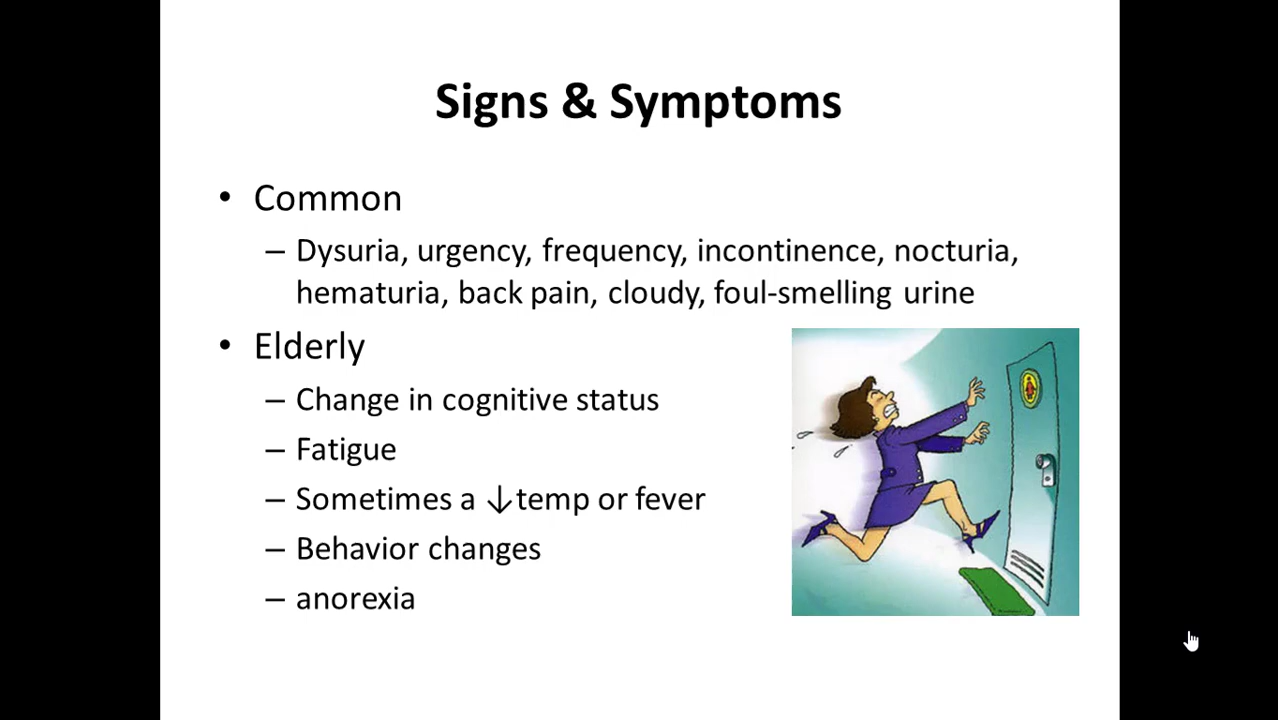 Signs & Symptoms
• Common
– Dysuria, urgency, frequency, incontinence, nocturia,
hematuria, back pain, cloudy, foul-smelling urine
• Elderly
– Change in cognitive status
– Fatigue
– Sometimes a ↓temp or fever
– Behavior changes
– anorexia